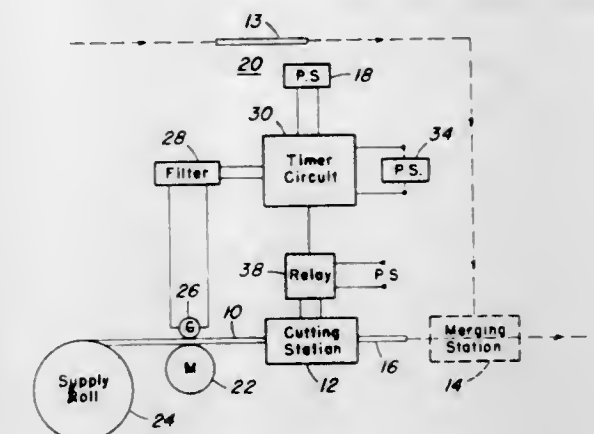 13
20
P.S
18
30
28
34
Filter
Timer
Circuit
P.S.
26
38
Relay
P S
10
G
Cutting
Station
Merging
Station
M
22
12
16
14
Supply
Roll
24